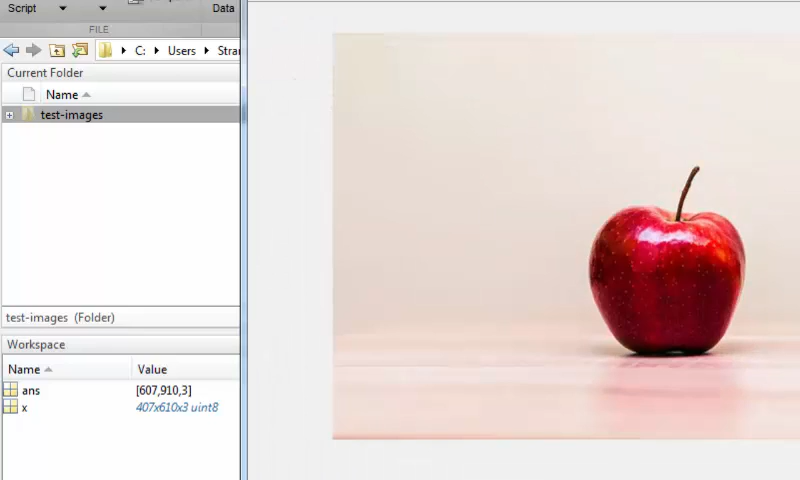 Script
Data
FILE
C:
Users
Stran
Current Folder
Name
test-images
test-images (Folder)
Workspace
Name Value
ans [607,910,3]
x 407x610x3 uint8